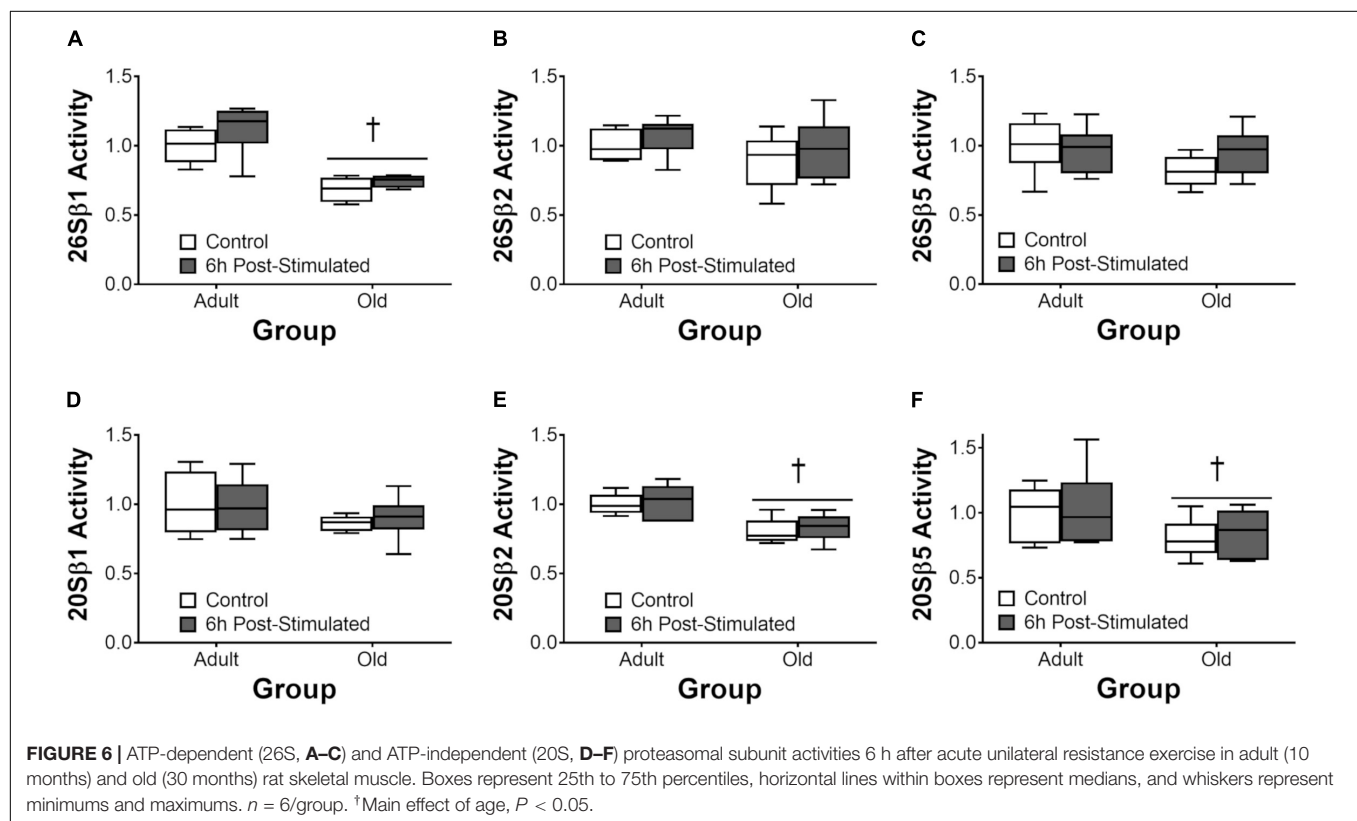 A
26Sβ1 Activity
1.5
1.0
0.5
0.0
†
Control
6h Post-Stimulated
Adult
Old
Group
B
26Sβ2 Activity
1.5
1.0
0.5
0.0
Control
6h Post-Stimulated
Adult
Old
Group
C
26Sβ5 Activity
1.5
1.0
0.5
0.0
Control
6h Post-Stimulated
Adult
Old
Group
D
20Sβ1 Activity
1.5
1.0
0.5
0.0
Control
6h Post-Stimulated
Adult
Old
Group
E
20Sβ2 Activity
1.5
1.0
0.5
0.0
†
Control
6h Post-Stimulated
Adult
Old
Group
F
20Sβ5 Activity
1.5
1.0
0.5
0.0
†
Control
6h Post-Stimulated
Adult
Old
Group
FIGURE 6 | ATP-dependent (26S, A–C) and ATP-independent (20S, D–F) proteasomal subunit activities 6 h after acute unilateral resistance exercise in adult (10
months) and old (30 months) rat skeletal muscle. Boxes represent 25th to 75th percentiles, horizontal lines within boxes represent medians, and whiskers represent
minimums and maximums. n = 6/group. †Main effect of age, P < 0.05.